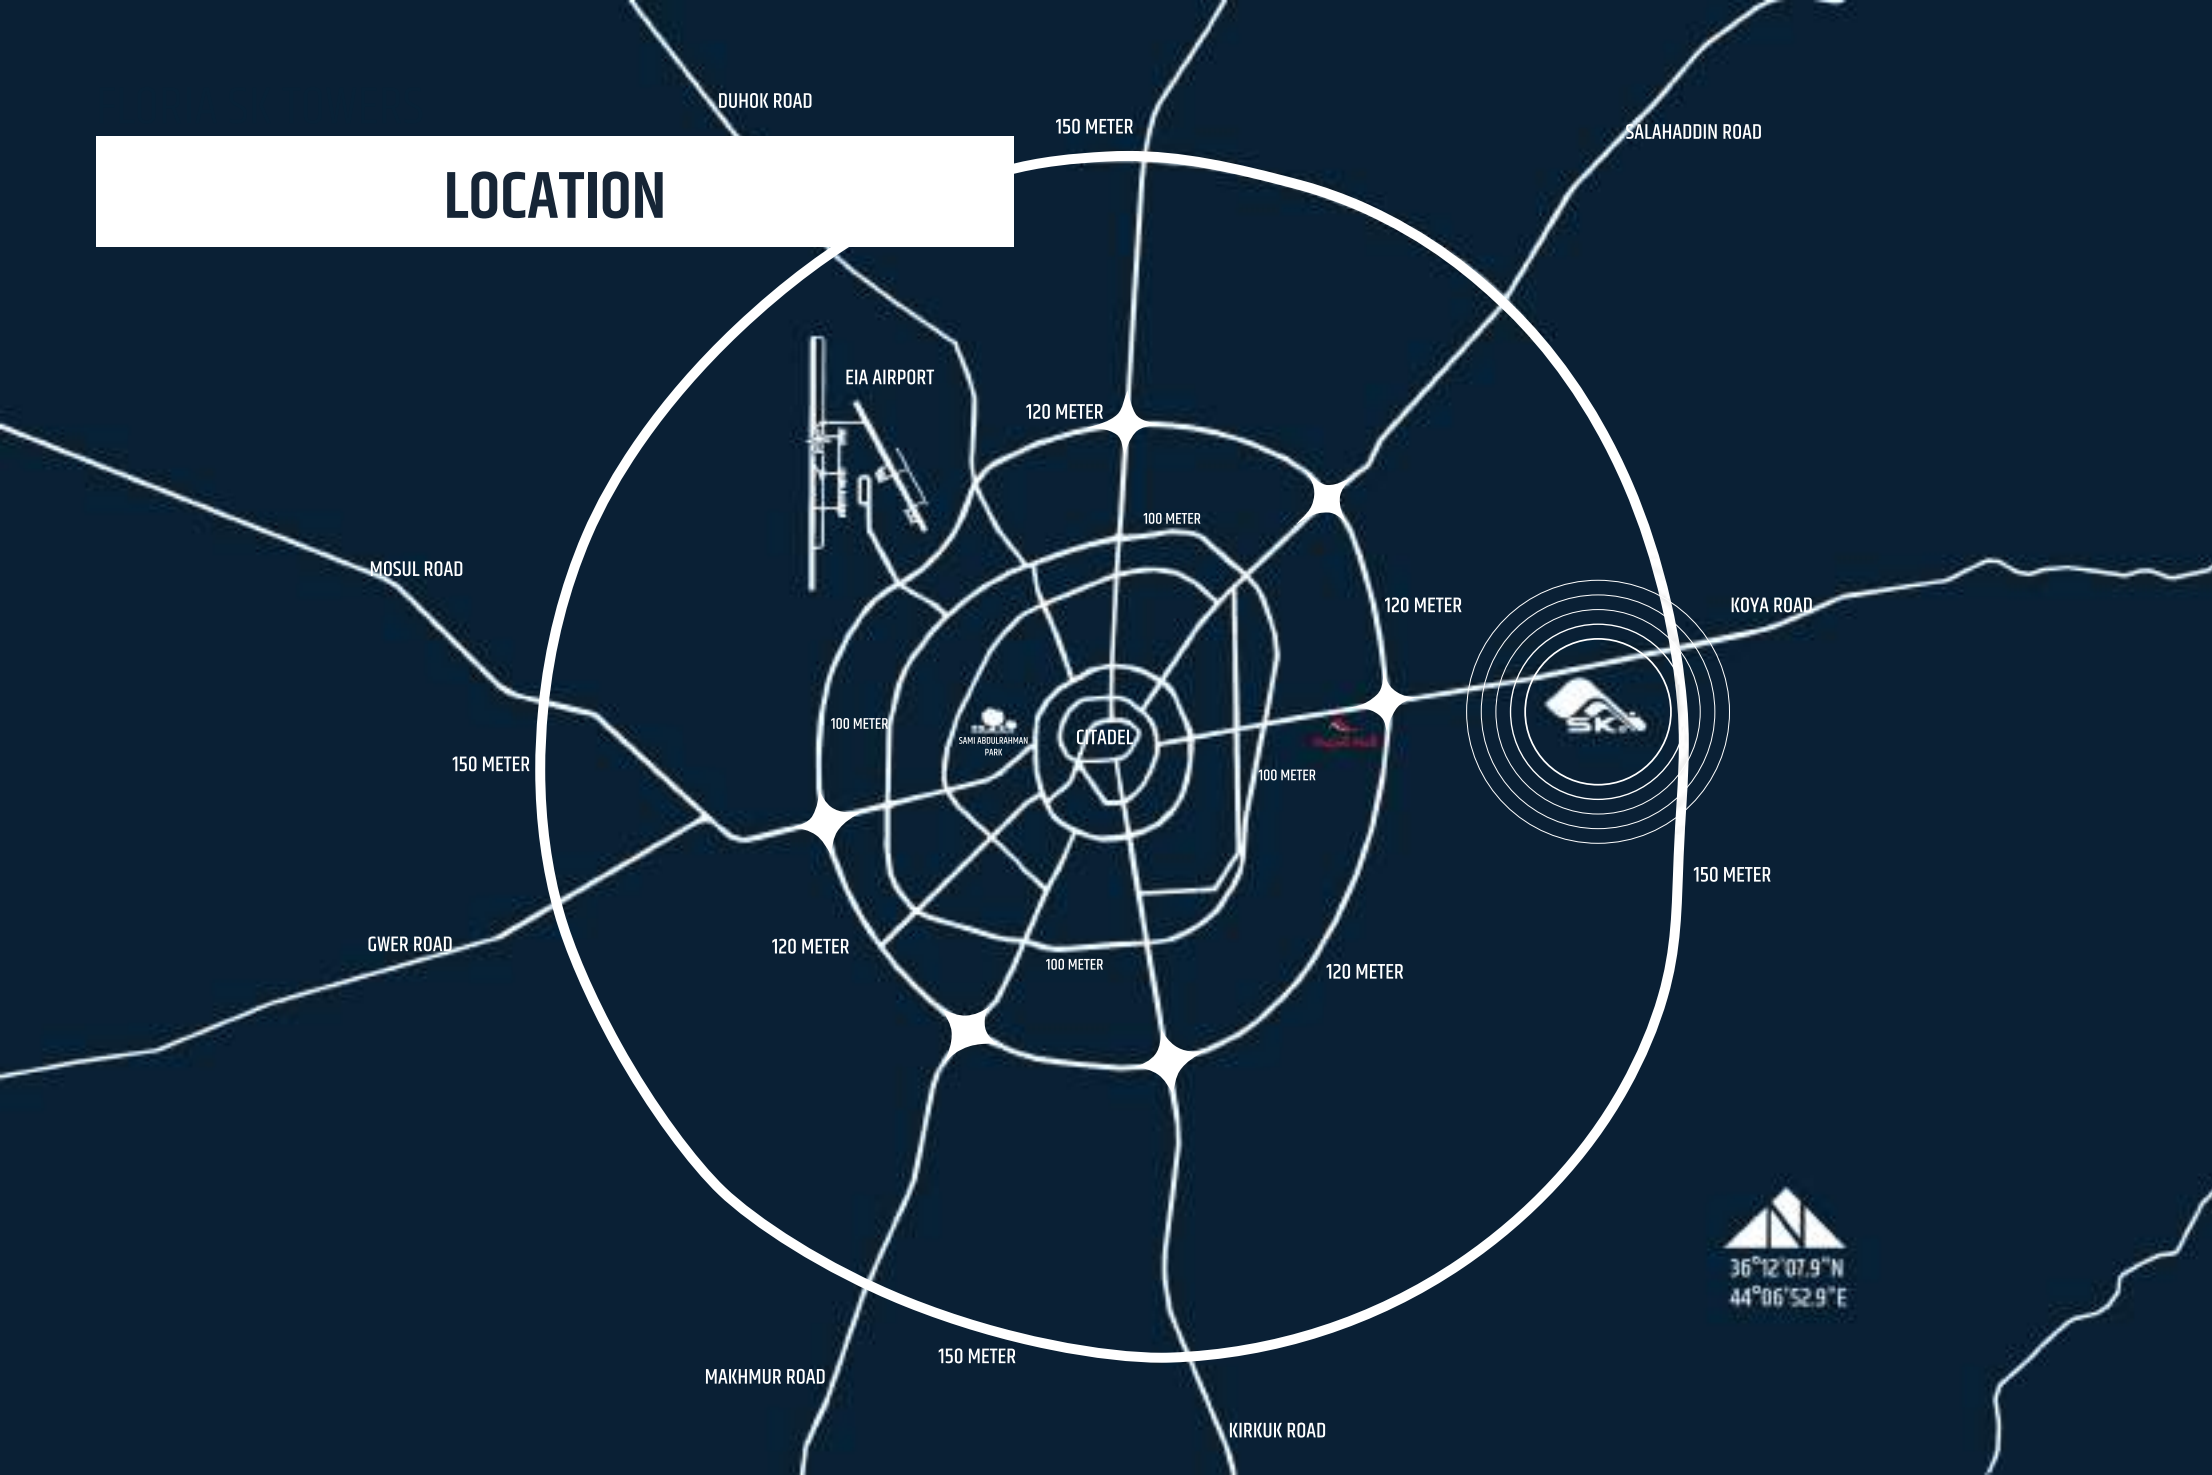 DUHOK ROAD
150 METER
SALAHADDIN ROAD
LOCATION
EIA AIRPORT
120 METER
100 METER
MOSUL ROAD
120 METER
KOYA ROAD
100 METER
SAMI ABDULRAHMAN
PARK
CITADEL
150 METER
100 METER
150 METER
GWER ROAD
120 METER
100 METER
120 METER
36°12'07.9"N
44°06'52.9"E
150 METER
MAKHMUR ROAD
KIRKUK ROAD